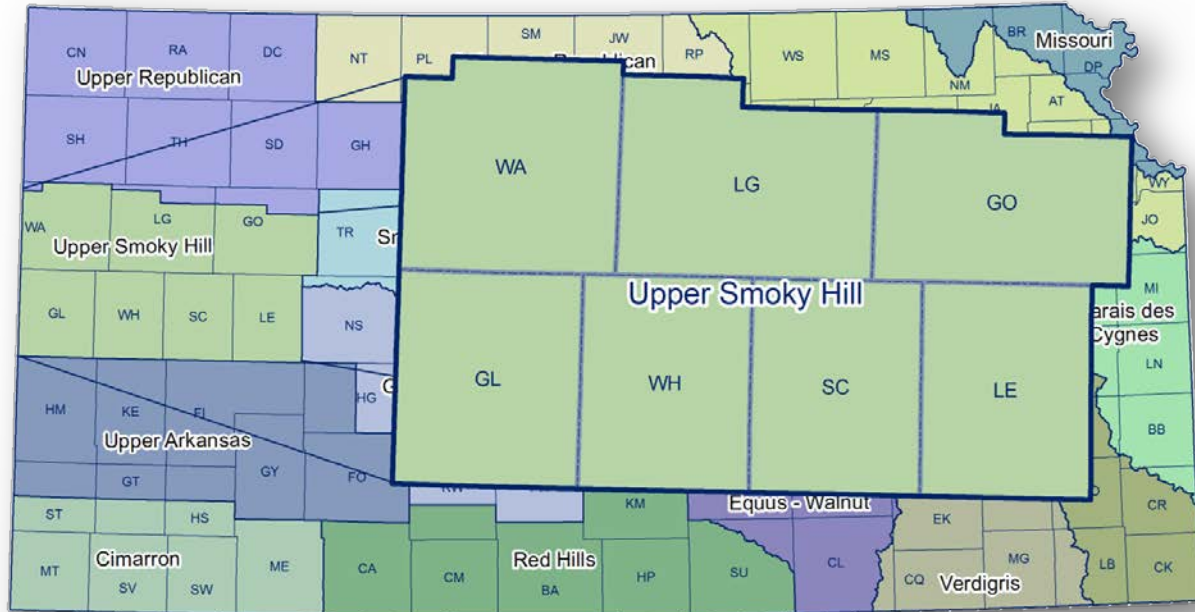 CN RA DC NT PL SM JW RP WS MS NM BR DP
Upper Republican
Missouri
SH TH SD GH AT
WA LG GO TR WY JO
Upper Smoky Hill
GL WH SC LE NS MI
arais des
Cygnes
LN
HM KE FI HG BB
Upper Arkansas
GT GY FO
ST HS KM EK CR
Equus - Walnut
Cimarron
Red Hills
Verdigris
MT SV SW ME CA CM BA HP SU CL CQ MG LB CK
WA LG GO
Upper Smoky Hill
GL WH SC LE